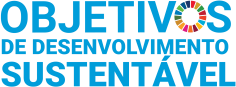 OBJETIVOS
DE DESENVOLVIMENTO
SUSTENTÁVEL